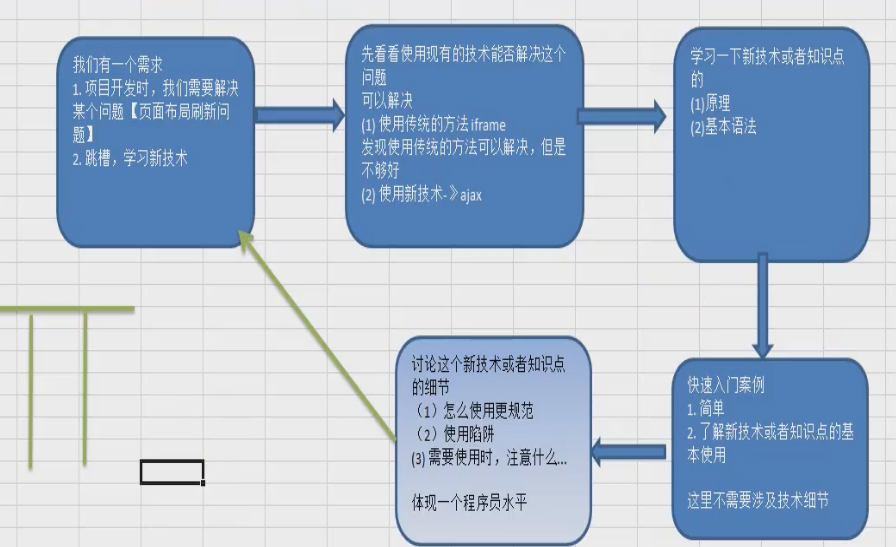 我们有一个需求
1. 项目开发时，我们需要解决
某个问题【页面布局刷新问
题】
2. 跳槽，学习新技术
先看看使用现有的技术能否解决这个
问题
可以解决
(1) 使用传统的方法 iframe
发现使用传统的方法可以解决，但是
不够好
(2) 使用新技术-》ajax
学习一下新技术或者知识点
的
(1)原理
(2)基本语法
快速入门案例
1. 简单
2. 了解新技术或者知识点的基
本使用
这里不需要涉及技术细节
讨论这个新技术或者知识点
的细节
（1）怎么使用更规范
（2）使用陷阱
(3) 需要使用时，注意什么...
体现一个程序员水平